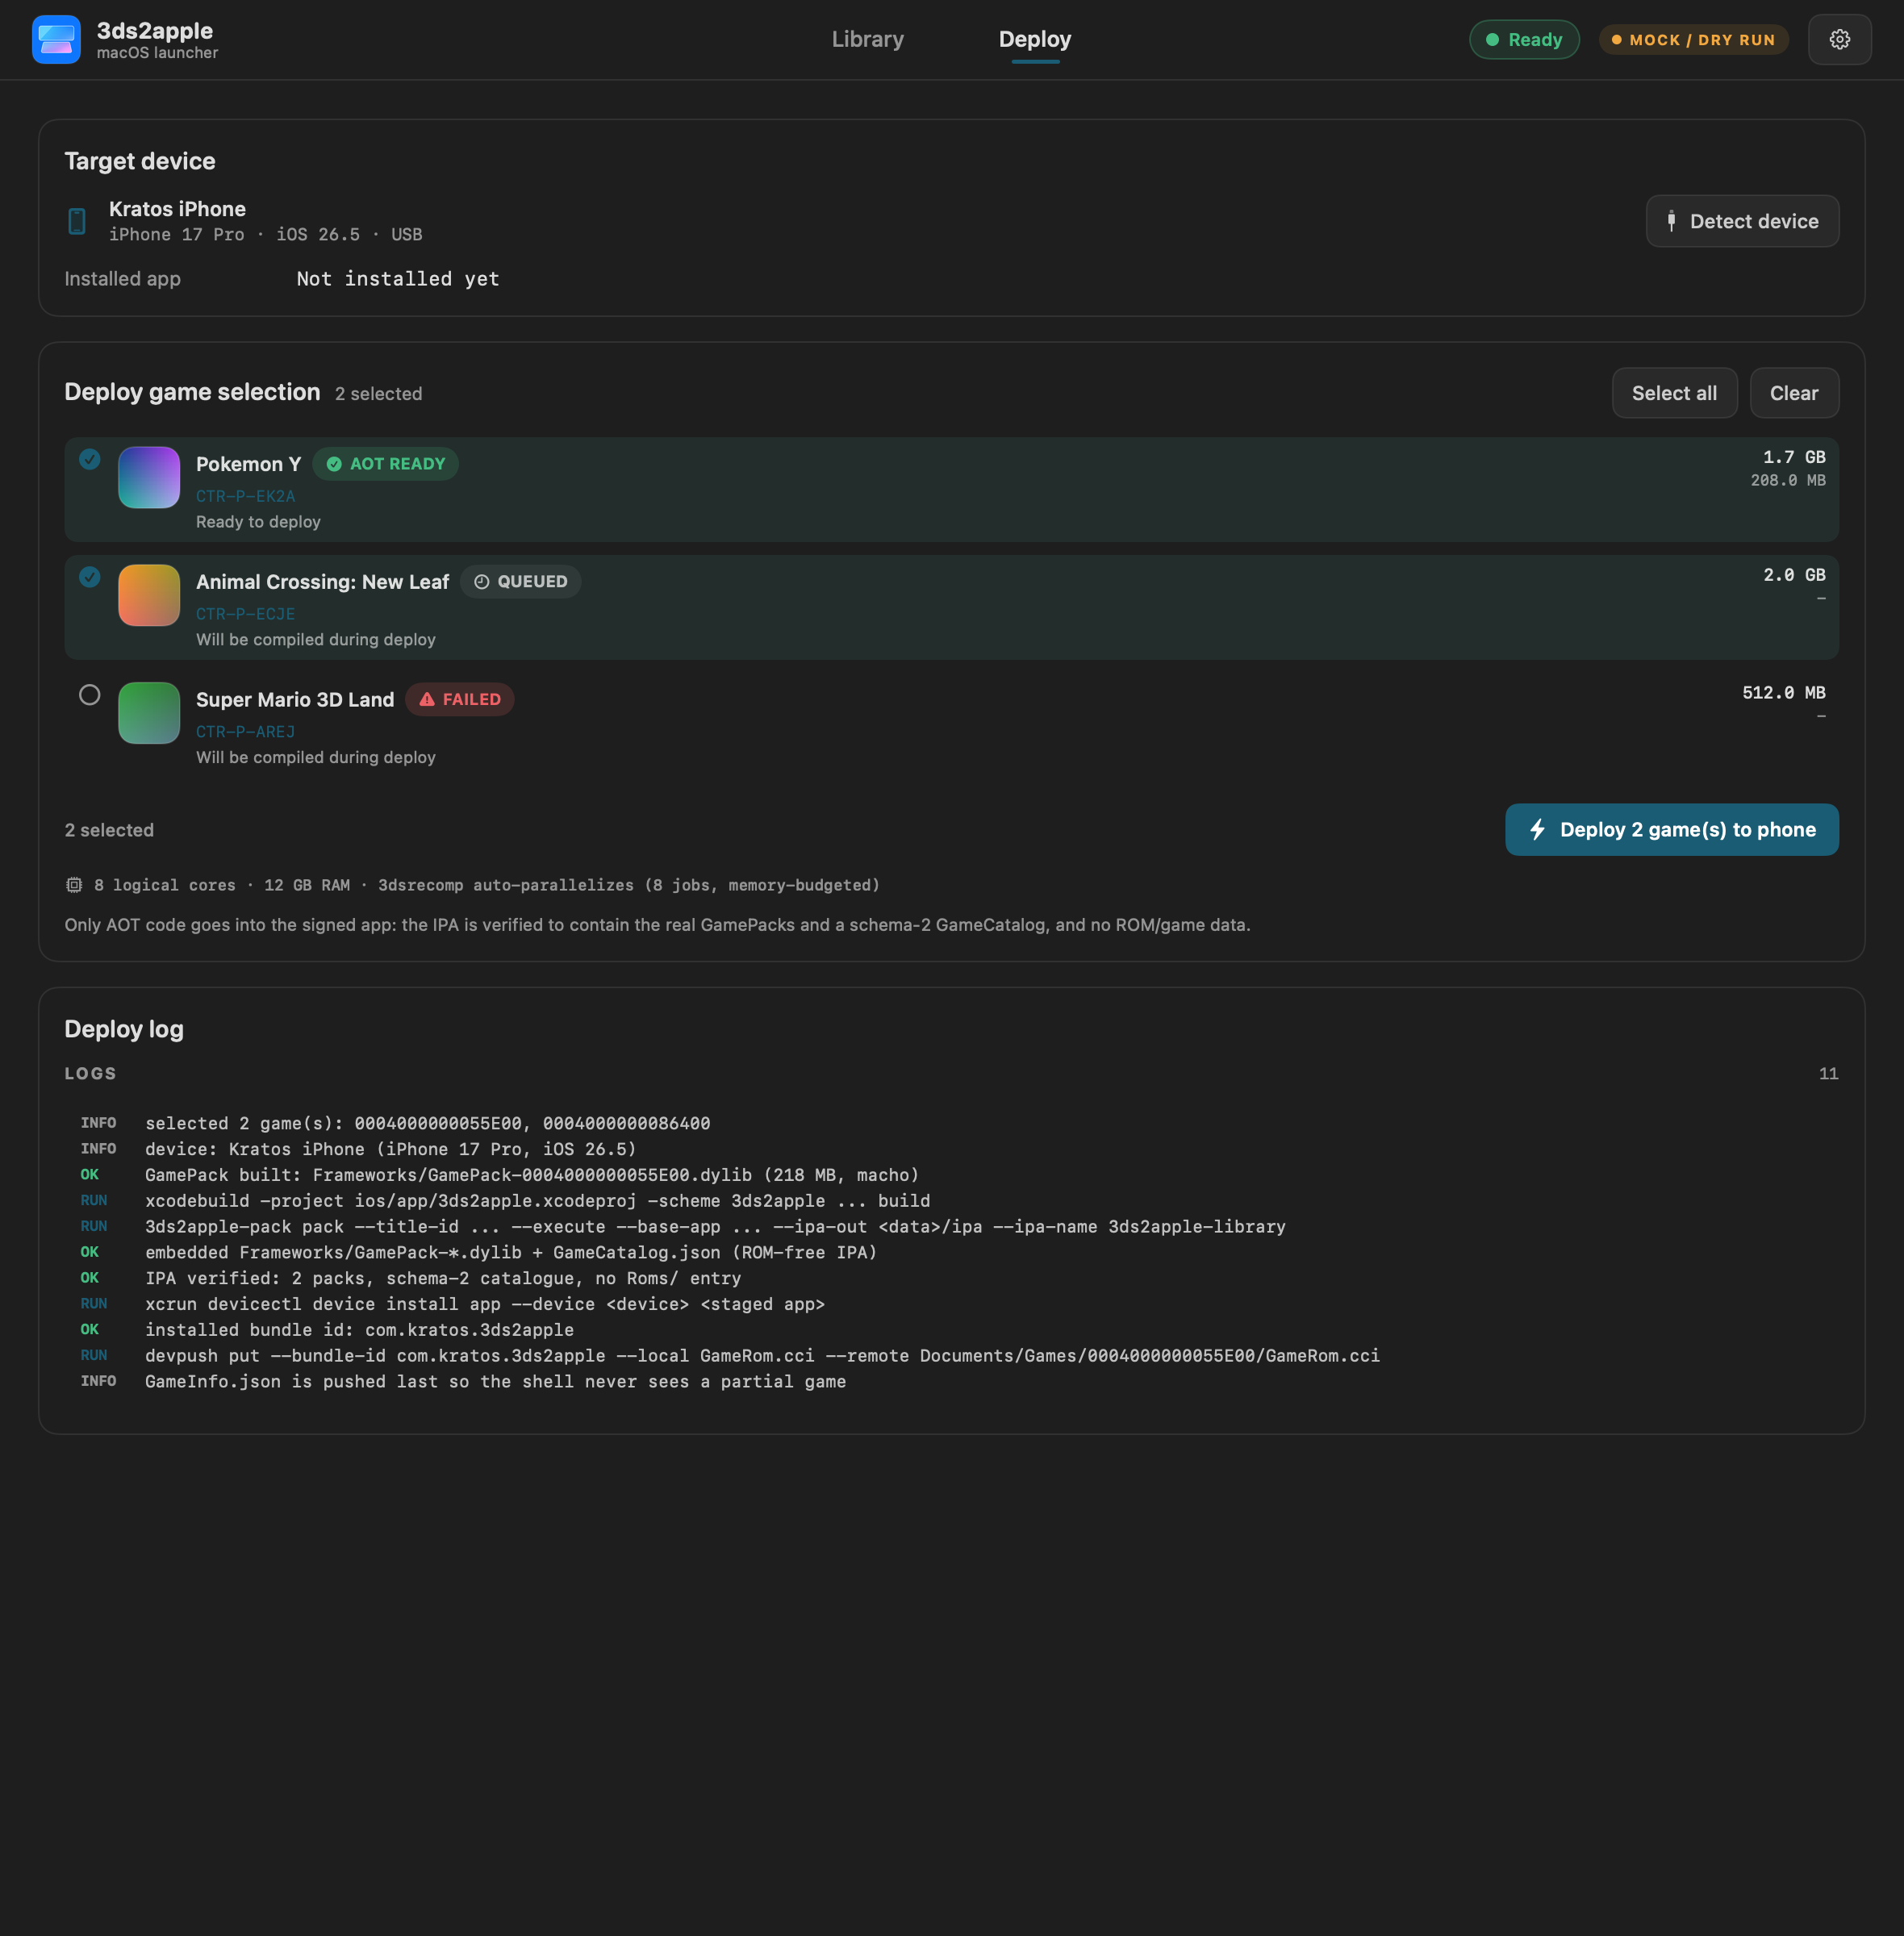 3ds2apple
macOS launcher
Library
Deploy
Ready
MOCK / DRY RUN
Target device
Kratos iPhone
iPhone 17 Pro · iOS 26.5 · USB
Detect device
Installed app
Not installed yet
Deploy game selection
2 selected
Select all
Clear
Pokemon Y
AOT READY
1.7 GB
CTR-P-EK2A
208.0 MB
Ready to deploy
Animal Crossing: New Leaf
QUEUED
2.0 GB
CTR-P-ECJE
–
Will be compiled during deploy
Super Mario 3D Land
FAILED
512.0 MB
CTR-P-AREJ
–
Will be compiled during deploy
2 selected
Deploy 2 game(s) to phone
8 logical cores · 12 GB RAM · 3dsrecomp auto-parallelizes (8 jobs, memory-budgeted)
Only AOT code goes into the signed app: the IPA is verified to contain the real GamePacks and a schema-2 GameCatalog, and no ROM/game data.
Deploy log
LOGS
11
INFO selected 2 game(s): 0004000000055E00, 0004000000086400
INFO device: Kratos iPhone (iPhone 17 Pro, iOS 26.5)
OK GamePack built: Frameworks/GamePack-0004000000055E00.dylib (218 MB, macho)
RUN xcodebuild -project ios/app/3ds2apple.xcodeproj -scheme 3ds2apple ... build
RUN 3ds2apple-pack pack --title-id ... --execute --base-app ... --ipa-out <data>/ipa --ipa-name 3ds2apple-library
OK embedded Frameworks/GamePack-*.dylib + GameCatalog.json (ROM-free IPA)
OK IPA verified: 2 packs, schema-2 catalogue, no Roms/ entry
RUN xcrun devicectl device install app --device <device> <staged app>
OK installed bundle id: com.kratos.3ds2apple
RUN devpush put --bundle-id com.kratos.3ds2apple --local GameRom.cci --remote Documents/Games/0004000000055E00/GameRom.cci
INFO GameInfo.json is pushed last so the shell never sees a partial game